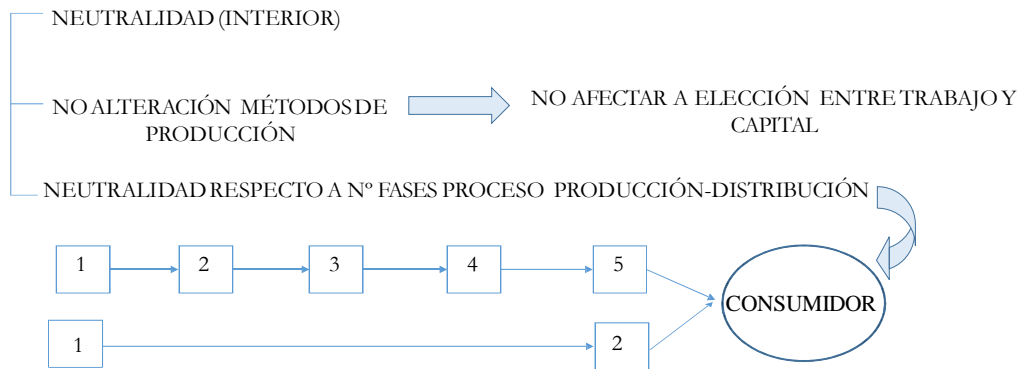 NEUTRALIDAD (INTERIOR)
NO ALTERACIÓN MÉTODOS DE
PRODUCCIÓN
NO AFECTAR A ELECCIÓN ENTRE TRABAJO Y
CAPITAL
NEUTRALIDAD RESPECTO A Nº FASES PROCESO PRODUCCIÓN-DISTRIBUCIÓN
1 2 3 4 5
CONSUMIDOR
1 2